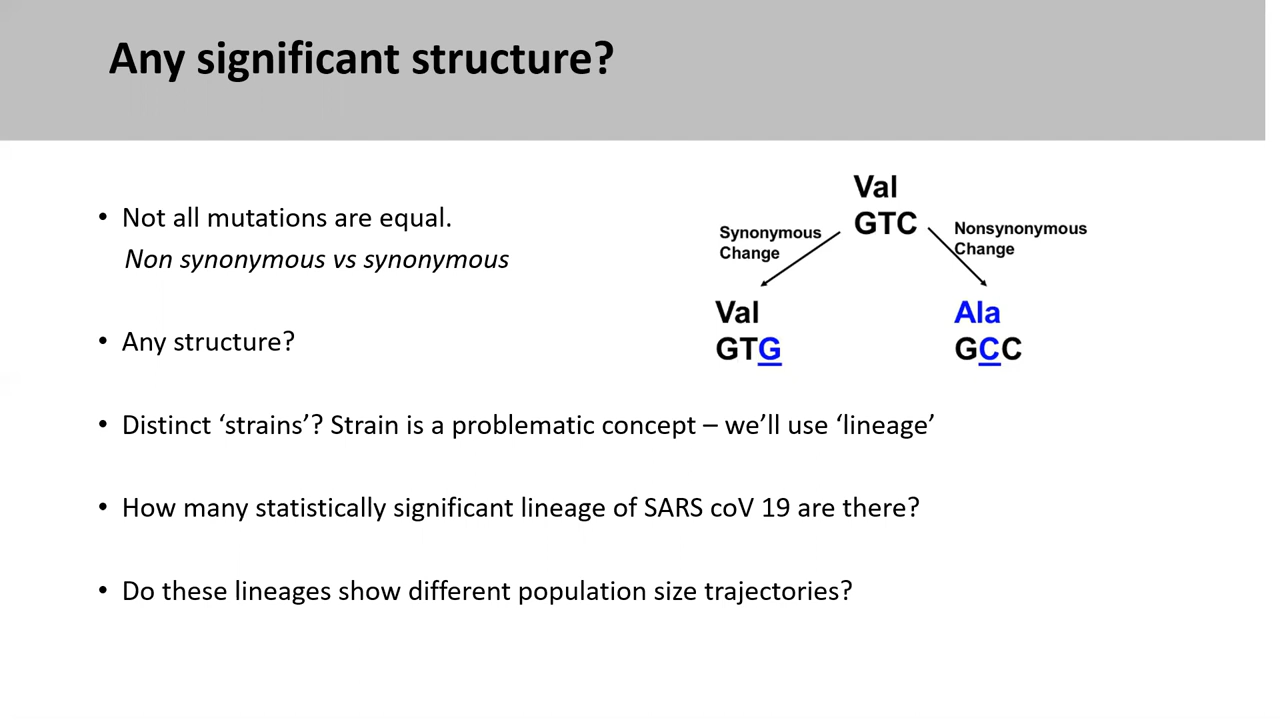 Any significant structure?
• Not all mutations are equal.
Non synonymous vs synonymous
• Any structure?
• Distinct ‘strains’? Strain is a problematic concept – we’ll use ‘lineage’
• How many statistically significant lineage of SARS coV 19 are there?
• Do these lineages show different population size trajectories?
Val
GTC
Synonymous
Change
Nonsynonymous
Change
Val
GTG
Ala
GCC